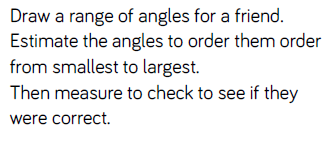 Draw a range of angles for a friend.
Estimate the angles to order them order
from smallest to largest.
Then measure to check to see if they
were correct.